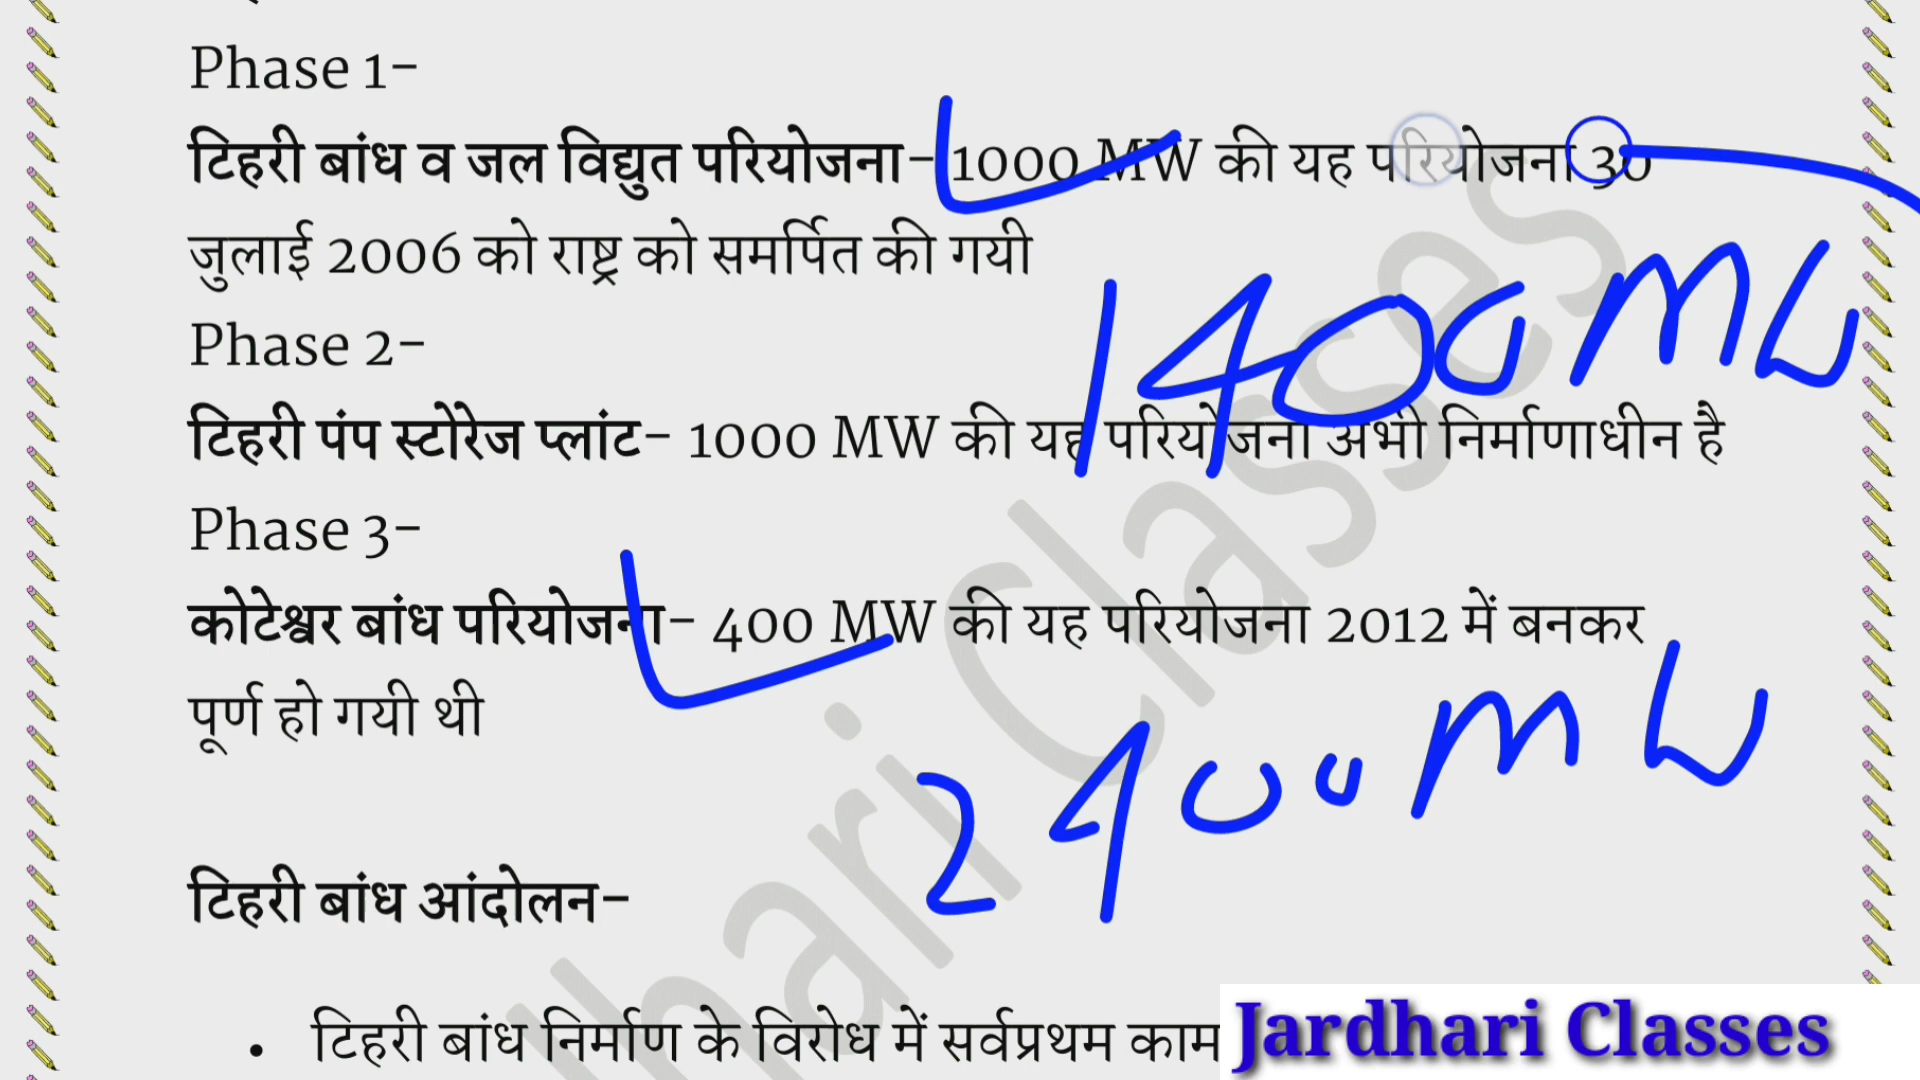 Phase 1-
टिहरी बांध व जल विद्युत परियोजना- 1000 MW की यह परियोजना 30
जुलाई 2006 को राष्ट्र को समर्पित की गयी
1400 MW
Phase 2-
टिहरी पंप स्टोरेज प्लांट- 1000 MW की यह परियोजना अभी निर्माणाधीन है
Phase 3-
कोटेश्वर बांध परियोजना- 400 MW की यह परियोजना 2012 में बनकर
पूर्ण हो गयी थी
2400 MW
टिहरी बांध आंदोलन-
• टिहरी बांध निर्माण के विरोध में सर्वप्रथम काम
Jardhari Classes
hari Classes